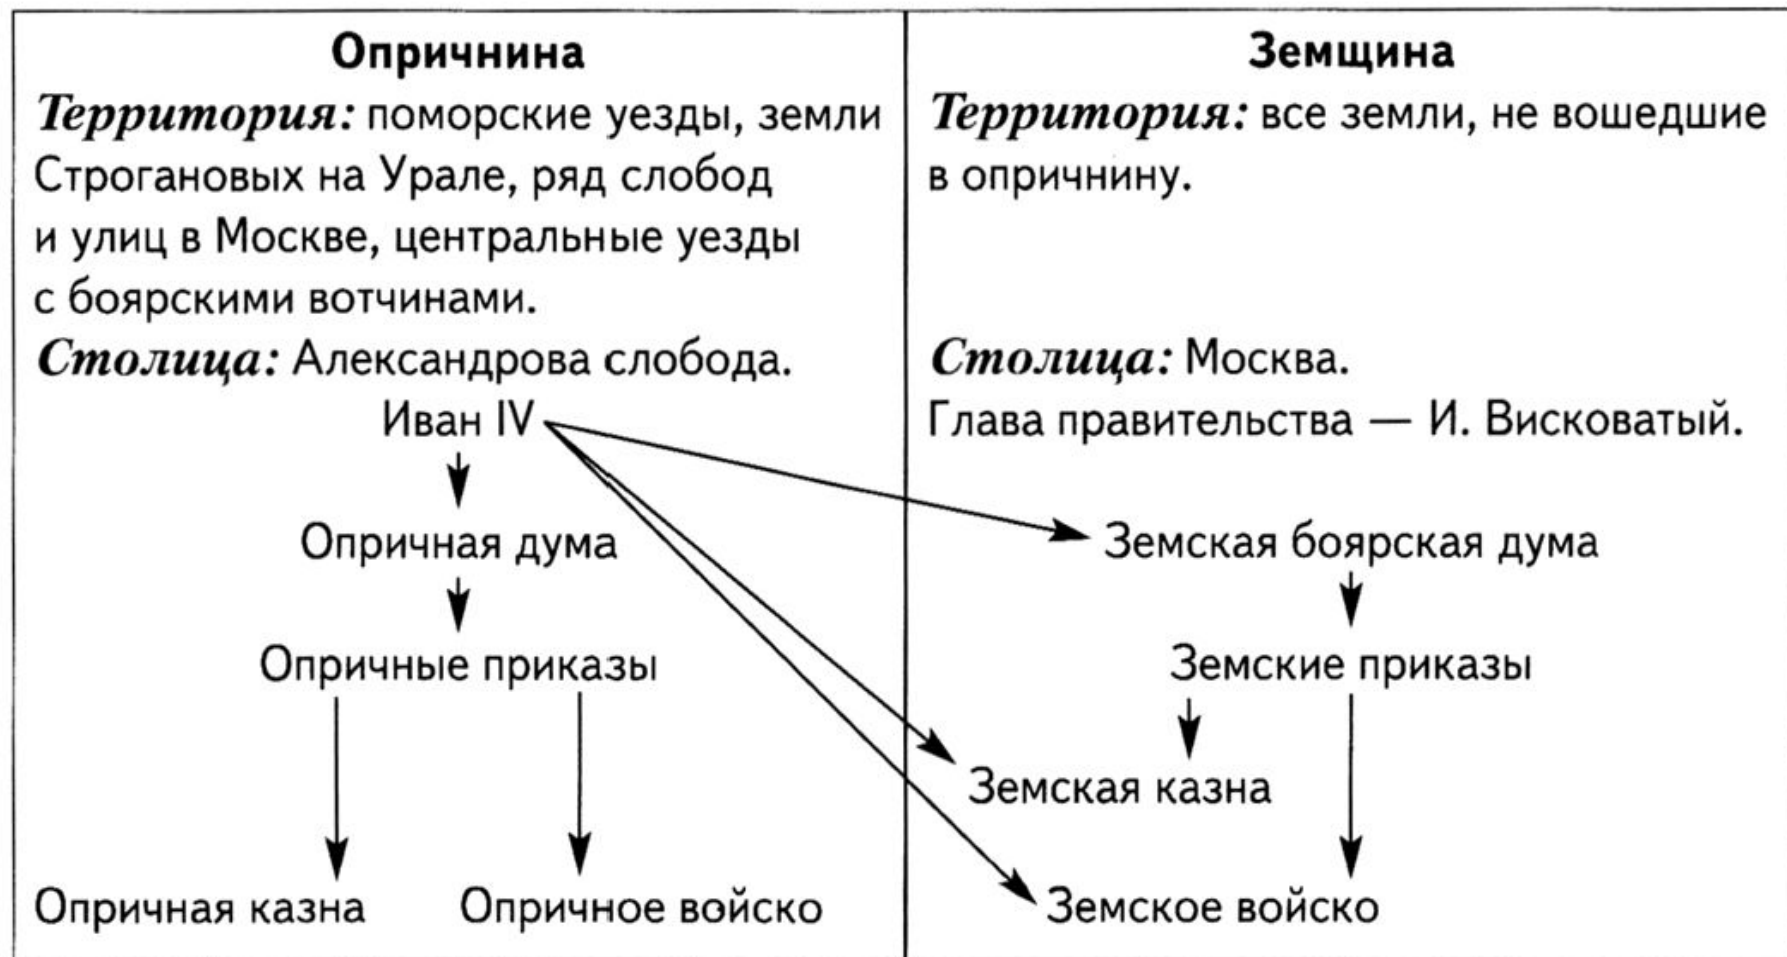 Опричнина
Территория: поморские уезды, земли
Строгановых на Урале, ряд слобод
и улиц в Москве, центральные уезды
с боярскими вотчинами.
Столица: Александрова слобода.
Иван IV
Опричная дума
Опричные приказы
Опричная казна
Опричное войско
Земщина
Территория: все земли, не вошедшие
в опричнину.
Столица: Москва.
Глава правительства — И. Висковатый.
Земская боярская дума
Земские приказы
Земская казна
Земское войско